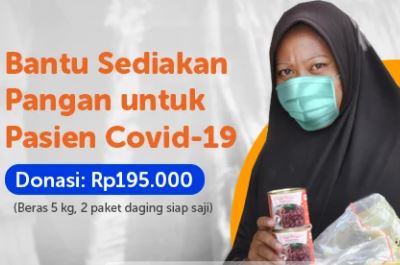 Bantu Sediakan
Pangan untuk
Pasien Covid-19
Donasi: Rp195.000
(Beras 5 kg, 2 paket daging siap saji)